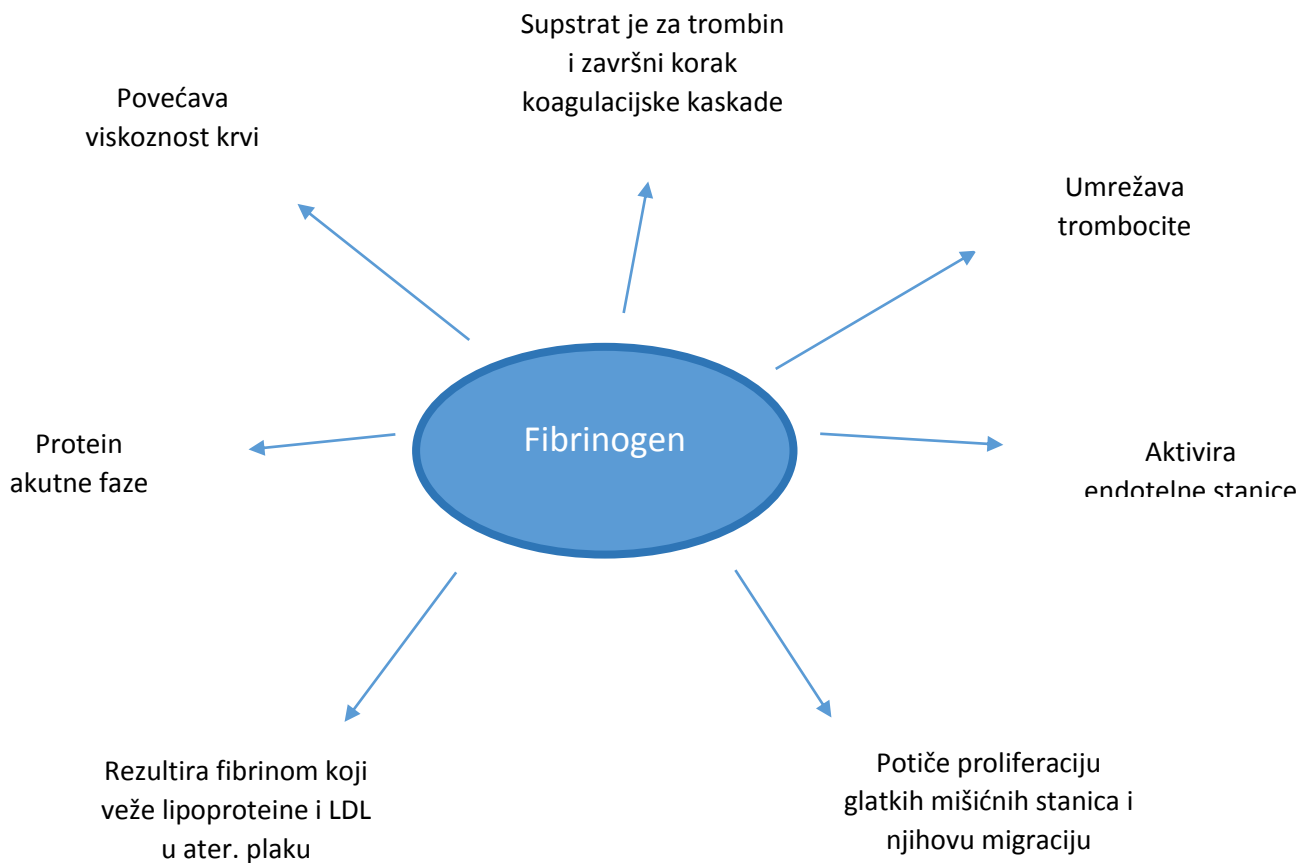 Supstrat je za trombin
i završni korak
koagulacijske kaskade
Povećava
viskoznost krvi
Umrežava
trombocite
Fibrinogen
Protein
akutne faze
Aktivira
endotelne stanice
Rezultira fibrinom koji
veže lipoproteine i LDL
u ater. plaku
Potiče proliferaciju
glatkih mišićnih stanica i
njihovu migraciju